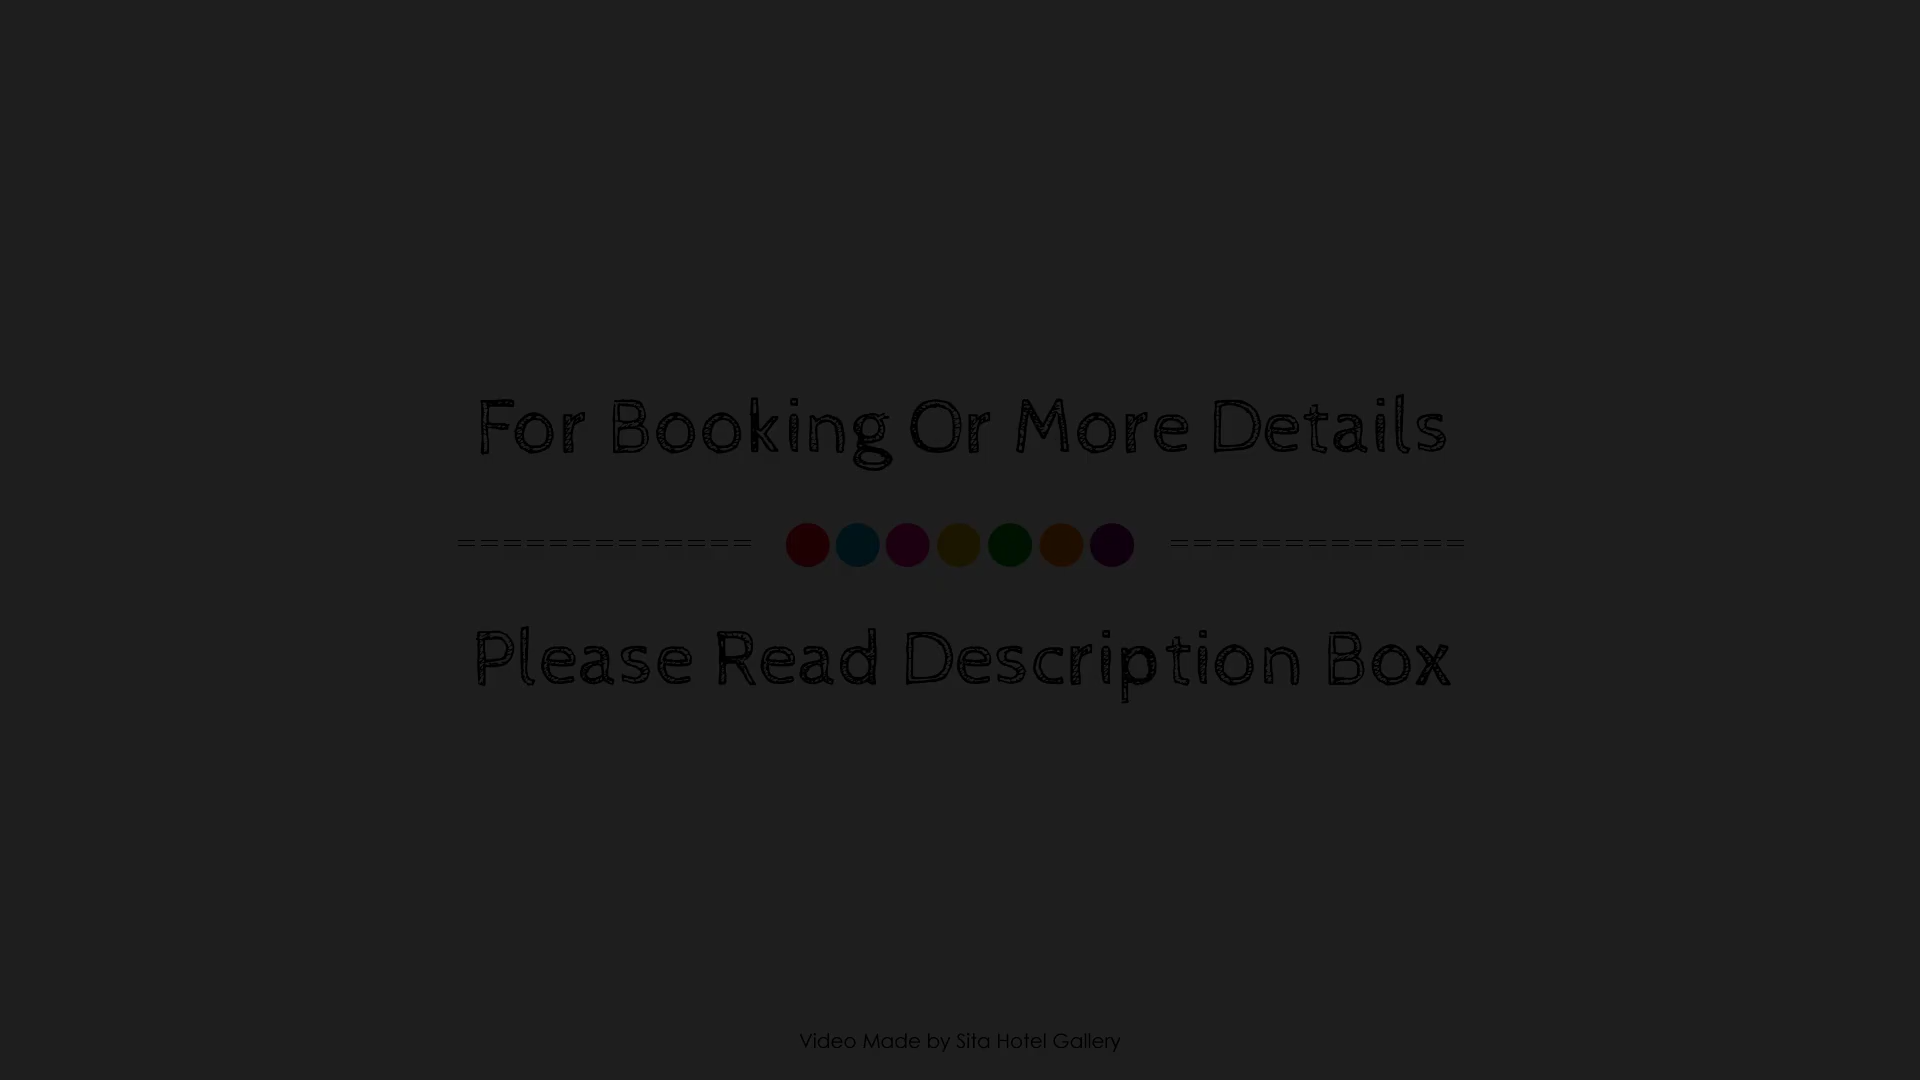 For Booking Or More Details
============= =============
Please Read Description Box
Video Made by Sita Hotel Gallery